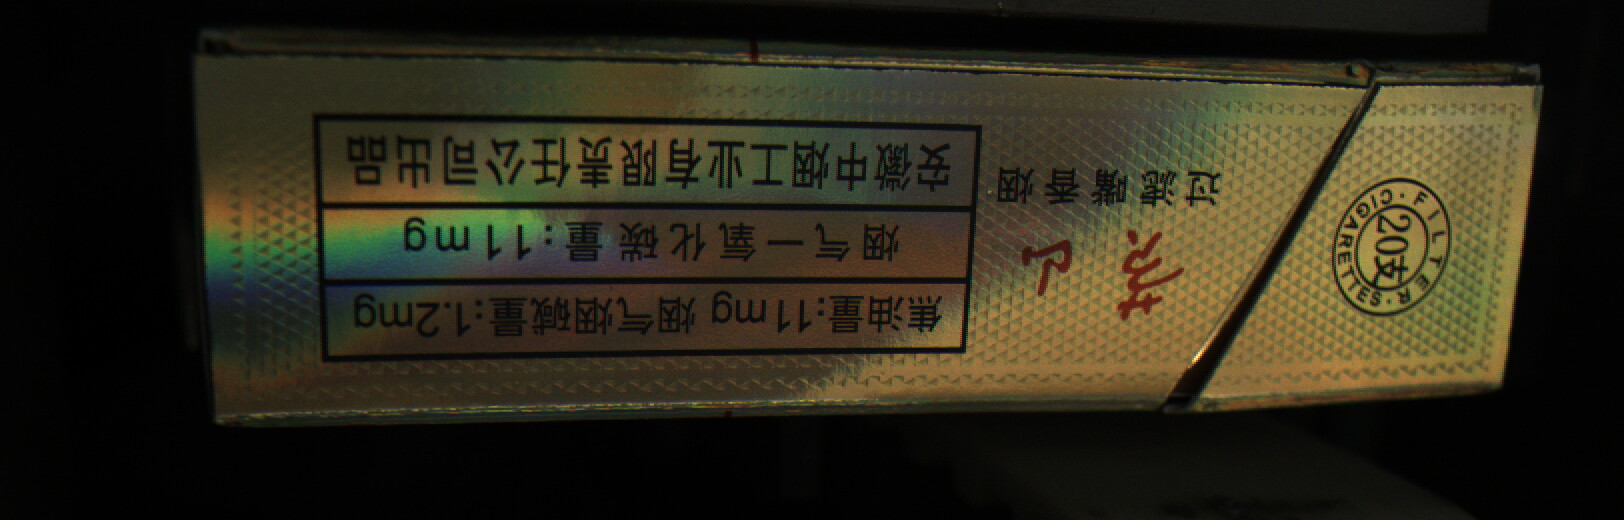 FILTER
20支
CIGARETTES
黄山
过滤嘴香烟
焦油量:11mg 烟气烟碱量:1.2mg
烟气一氧化碳量:11mg
安徽中烟工业有限责任公司出品